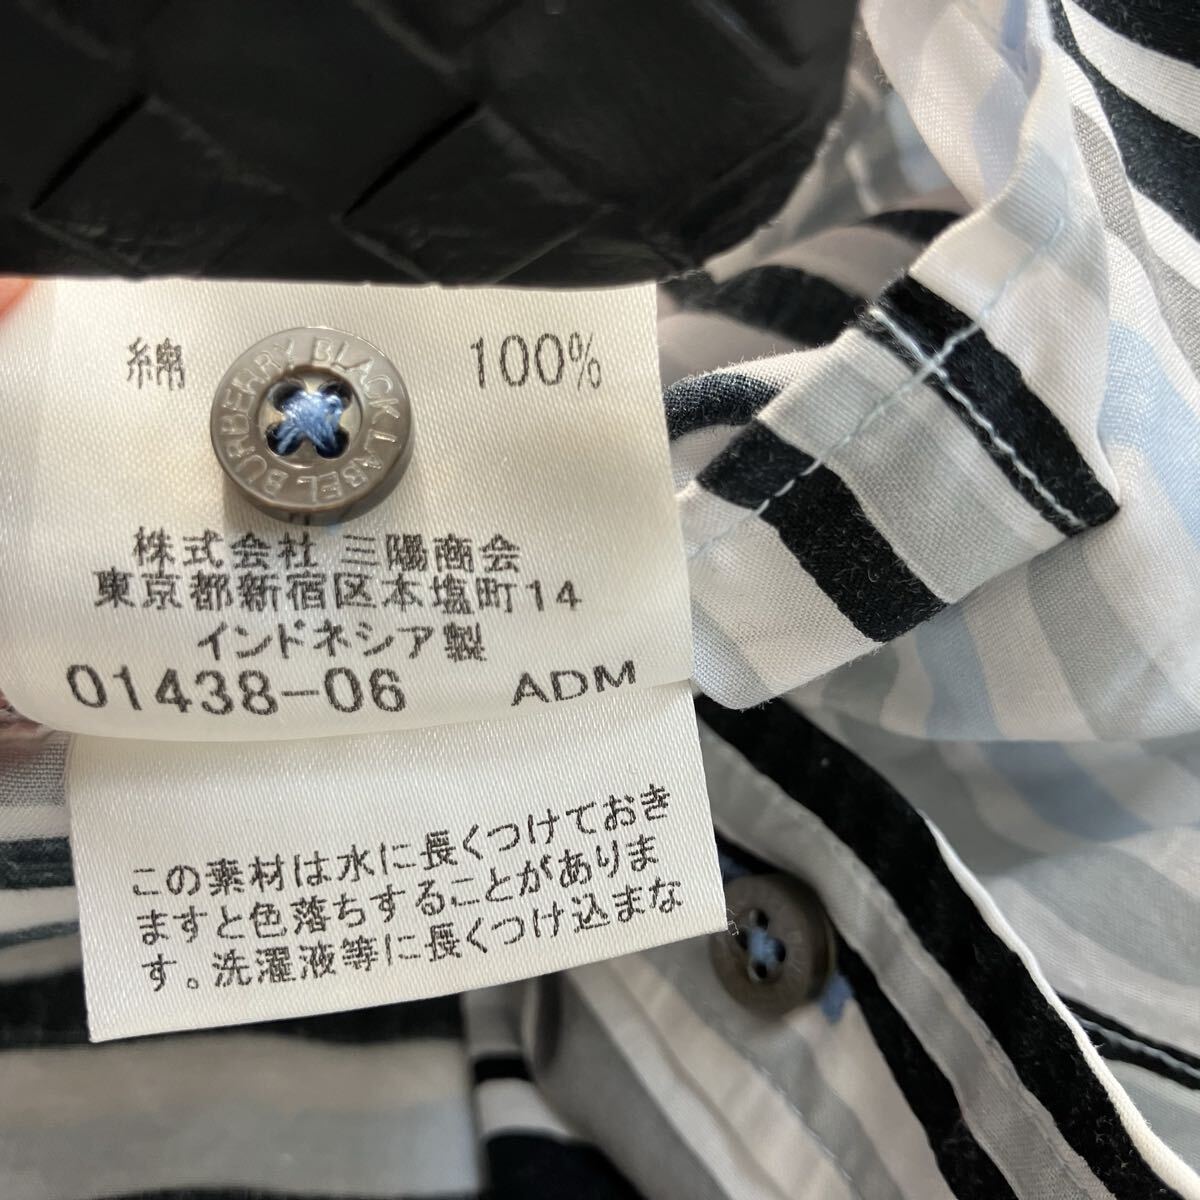 綿 100%
BURBERRY BLACK LABEL
株式会社 三陽商会
東京都新宿区本塩町14
インドネシア製
01438-06 ADM
この素材は水に長くつけておき
ますと色落ちすることがありま
す。洗濯液等に長くつけ込まな